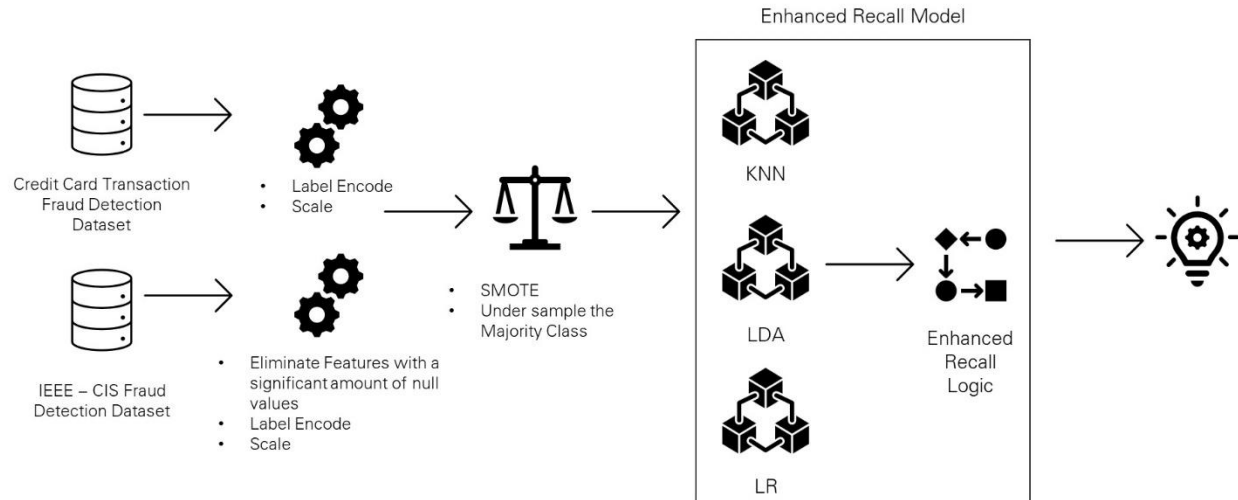 Enhanced Recall Model
Credit Card Transaction
Fraud Detection
Dataset
• Label Encode
• Scale
IEEE – CIS Fraud
Detection Dataset
• Eliminate Features with a
significant amount of null
values
• Label Encode
• Scale
• SMOTE
• Under sample the
Majority Class
KNN
LDA
LR
Enhanced
Recall
Logic